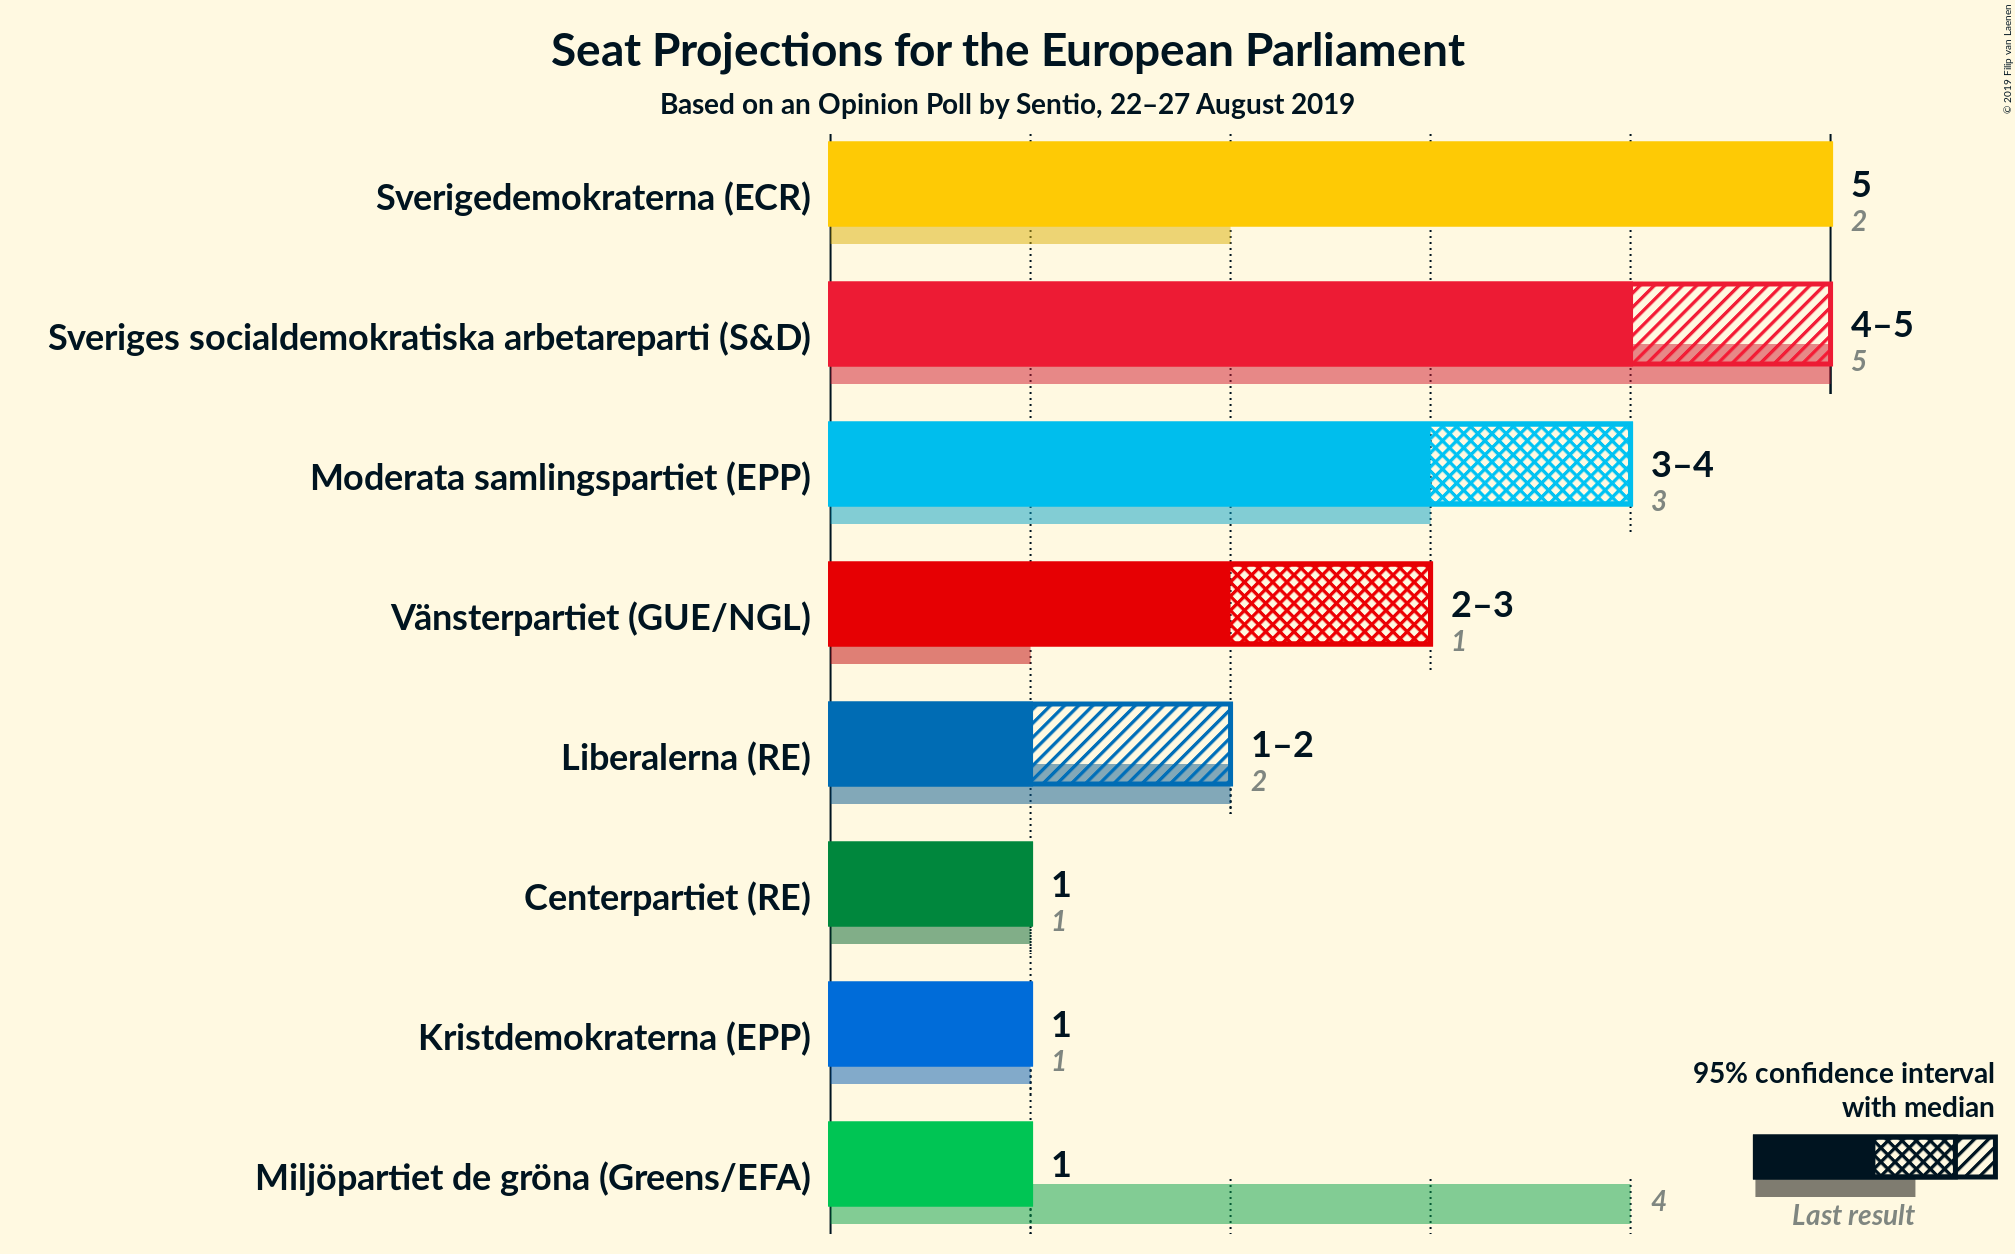 Seat Projections for the European Parliament
Based on an Opinion Poll by Sentio, 22–27 August 2019
© 2019 Filip van Laenen
Sverigedemokraterna (ECR)
5
2
Sveriges socialdemokratiska arbetareparti (S&D)
4–5
5
Moderata samlingspartiet (EPP)
3–4
3
Vänsterpartiet (GUE/NGL)
2–3
1
Liberalerna (RE)
1–2
2
Centerpartiet (RE)
1
1
Kristdemokraterna (EPP)
1
1
Miljöpartiet de gröna (Greens/EFA)
1
4
95% confidence interval
with median
Last result